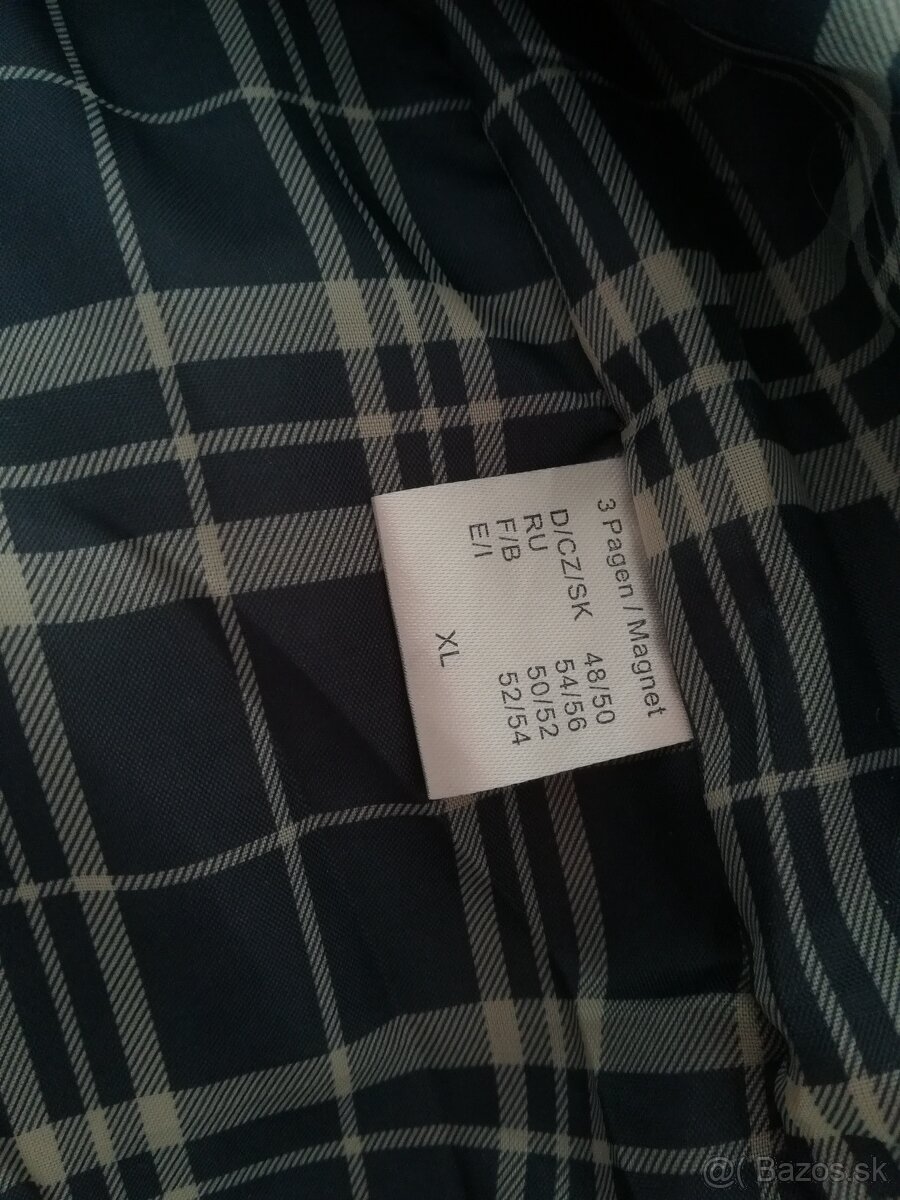 3 Pagen / Magnet
D/CZ/SK 48/50
RU 54/56
F/B 50/52
E/I 52/54
XL
@( Bazos.sk